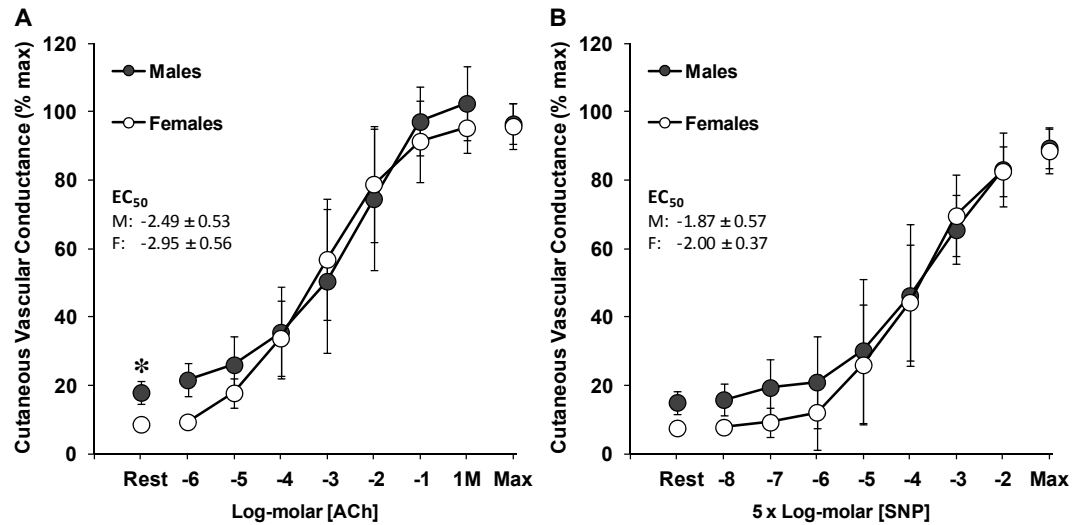 A
Cutaneous Vascular Conductance (% max)
120
100
80
60
40
20
0
Males
Females
EC50
M: -2.49 ± 0.53
F: -2.95 ± 0.56
*
Rest -6 -5 -4 -3 -2 -1 1M Max
Log-molar [ACh]
B
Cutaneous Vascular Conductance (% max)
120
100
80
60
40
20
0
Males
Females
EC50
M: -1.87 ± 0.57
F: -2.00 ± 0.37
Rest -8 -7 -6 -5 -4 -3 -2 Max
5 x Log-molar [SNP]